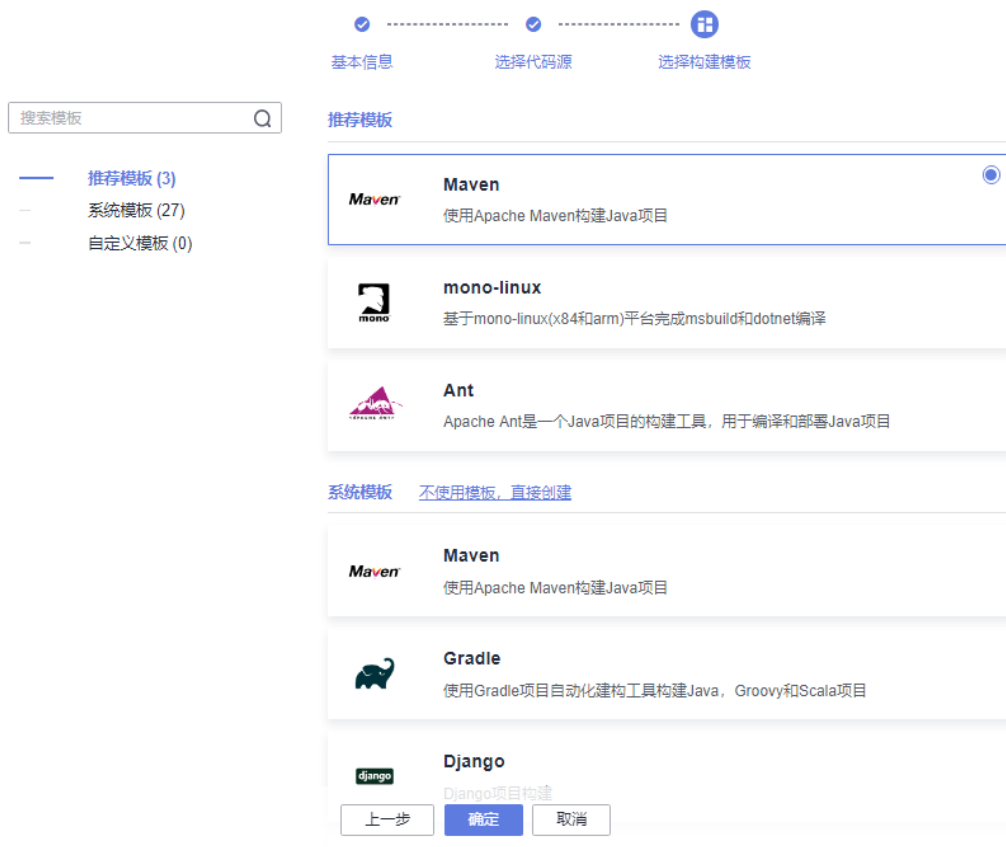 基本信息
选择代码源
选择构建模板
搜索模板
推荐模板 (3)
系统模板 (27)
自定义模板 (0)
推荐模板
Maven
Maven
使用Apache Maven构建Java项目
mono
mono-linux
基于mono-linux(x84和arm)平台完成msbuild和dotnet编译
APACHE ANT
Ant
Apache Ant是一个Java项目的构建工具，用于编译和部署Java项目
系统模板 不使用模板，直接创建
Maven
Maven
使用Apache Maven构建Java项目
Gradle
使用Gradle项目自动化建构工具构建Java，Groovy和Scala项目
django
Django
Django项目构建
上一步 确定 取消